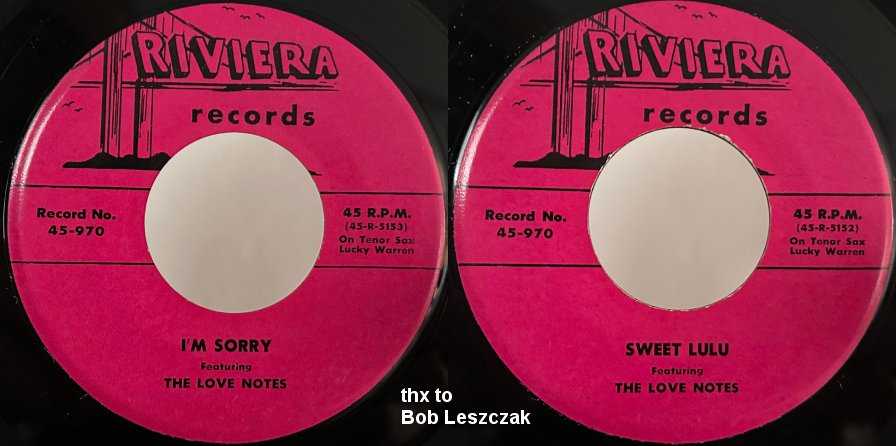 RIVIERA
records
Record No.
45-970
45 R.P.M.
(45-R-5153)
On Tenor Sax
Lucky Warren
I'M SORRY
Featuring
THE LOVE NOTES
RIVIERA
records
Record No.
45-970
45 R.P.M.
(45-R-5152)
On Tenor Sax
Lucky Warren
SWEET LULU
Featuring
THE LOVE NOTES
thx to
Bob Leszczak